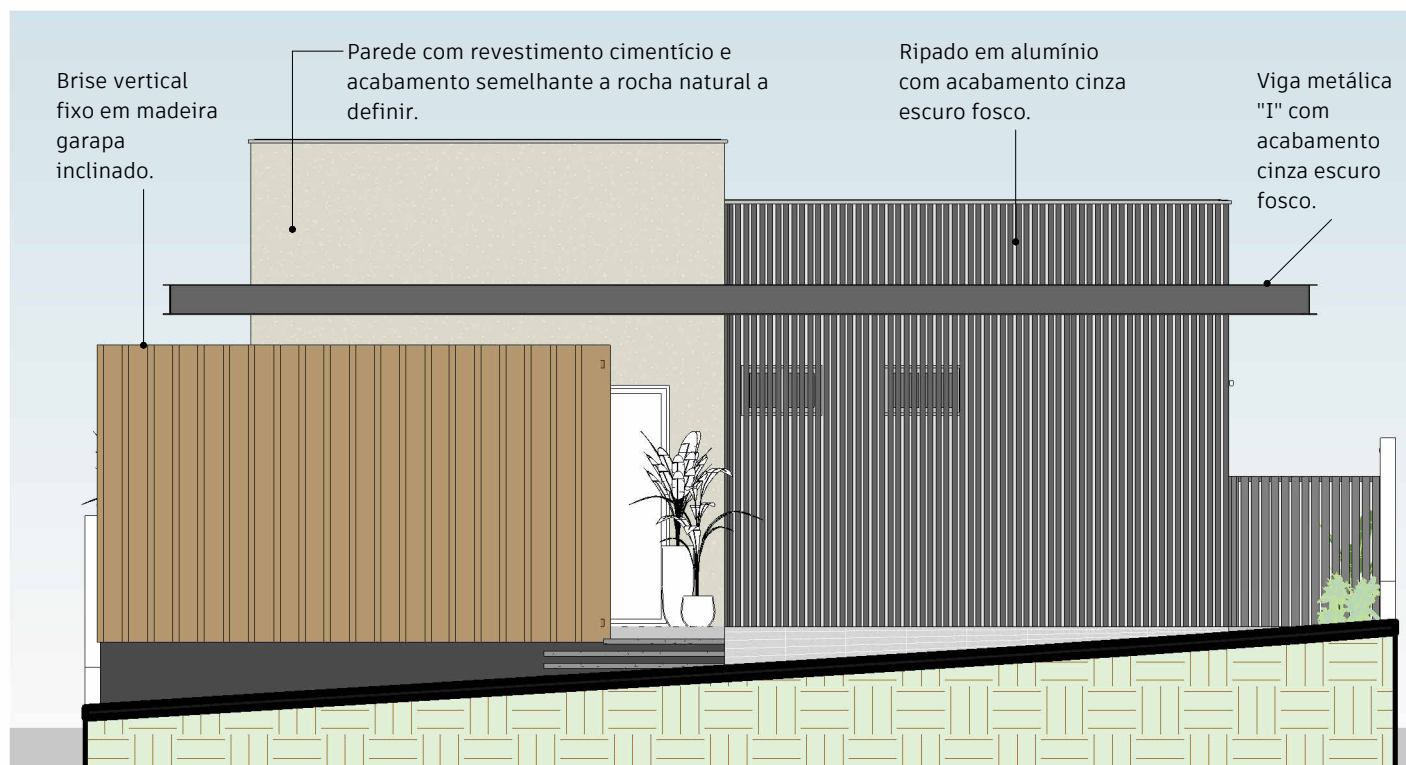 Brise vertical
fixo em madeira
garapa
inclinado.
Parede com revestimento cimentício e
acabamento semelhante a rocha natural a
definir.
Ripado em alumínio
com acabamento cinza
escuro fosco.
Viga metálica
"I" com
acabamento
cinza escuro
fosco.